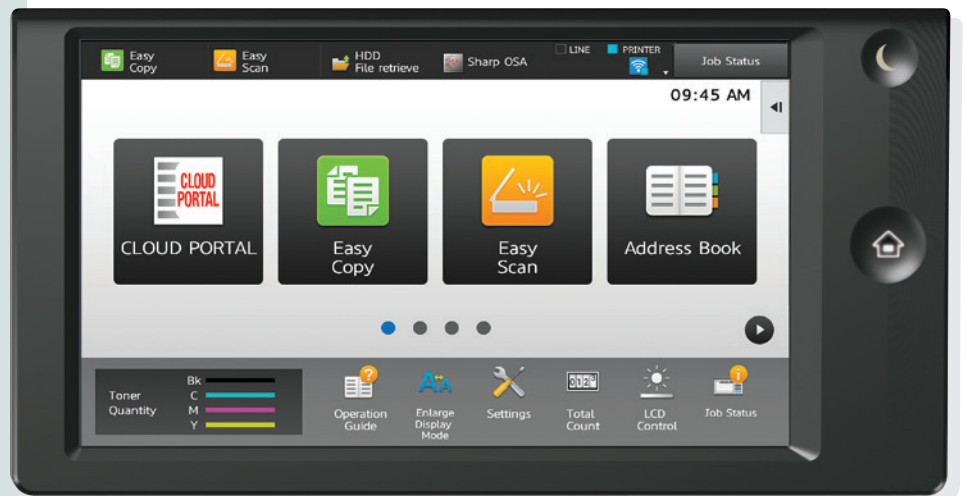 Easy
Copy
Easy
Scan
HDD
File retrieve
Sharp OSA
LINE
PRINTER
Job Status
09:45 AM
CLOUD
PORTAL
CLOUD PORTAL
Easy
Copy
Easy
Scan
Address Book
Toner
Quantity
Bk
C
M
Y
Operation
Guide
Enlarge
Display
Mode
Settings
Total
Count
LCD
Control
Job Status